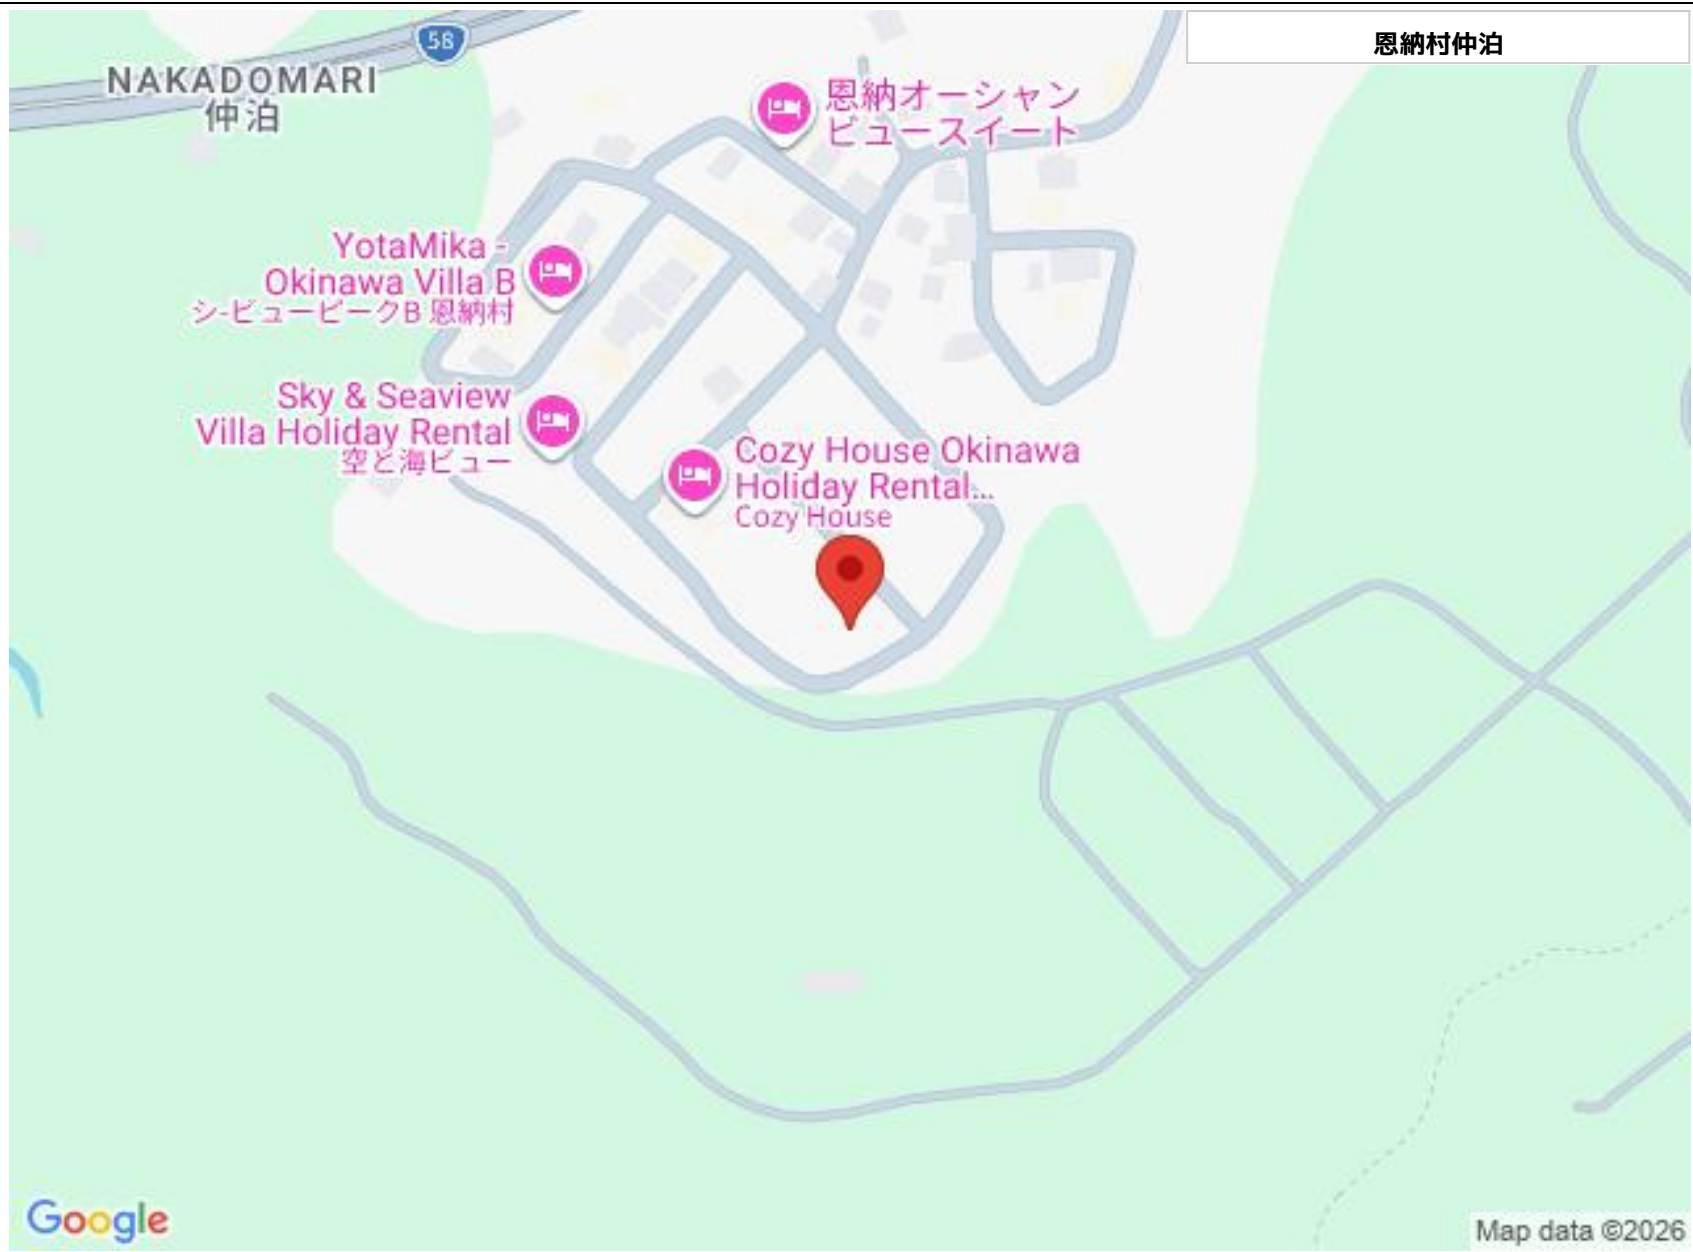 58
恩納村仲泊
NAKADOMARI
仲泊
恩納オーシャン
ビュースイート
YotaMika -
Okinawa Villa B
シ-ビューピークB 恩納村
Sky & Seaview
Villa Holiday Rental
空と海ビュー
Cozy House Okinawa
Holiday Rental...
Cozy House
Google
Map data ©2026